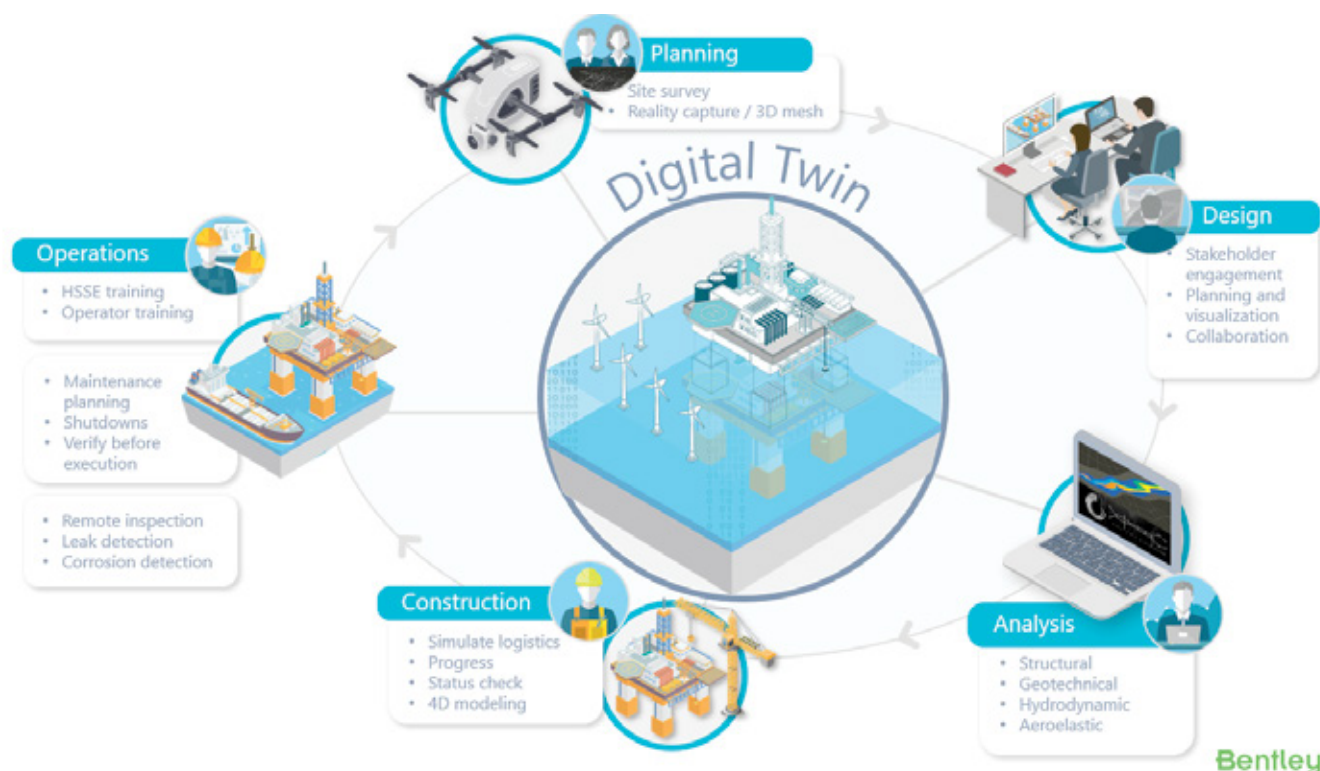 Planning
Site survey
• Reality capture / 3D mesh
Digital Twin
Design
• Stakeholder
engagement
• Planning and
visualization
• Collaboration
Operations
• HSSE training
• Operator training
• Maintenance
planning
• Shutdowns
• Verify before
execution
• Remote inspection
• Leak detection
• Corrosion detection
Construction
• Simulate logistics
• Progress
• Status check
• 4D modeling
Analysis
• Structural
• Geotechnical
• Hydrodynamic
• Aeroelastic
Bentley